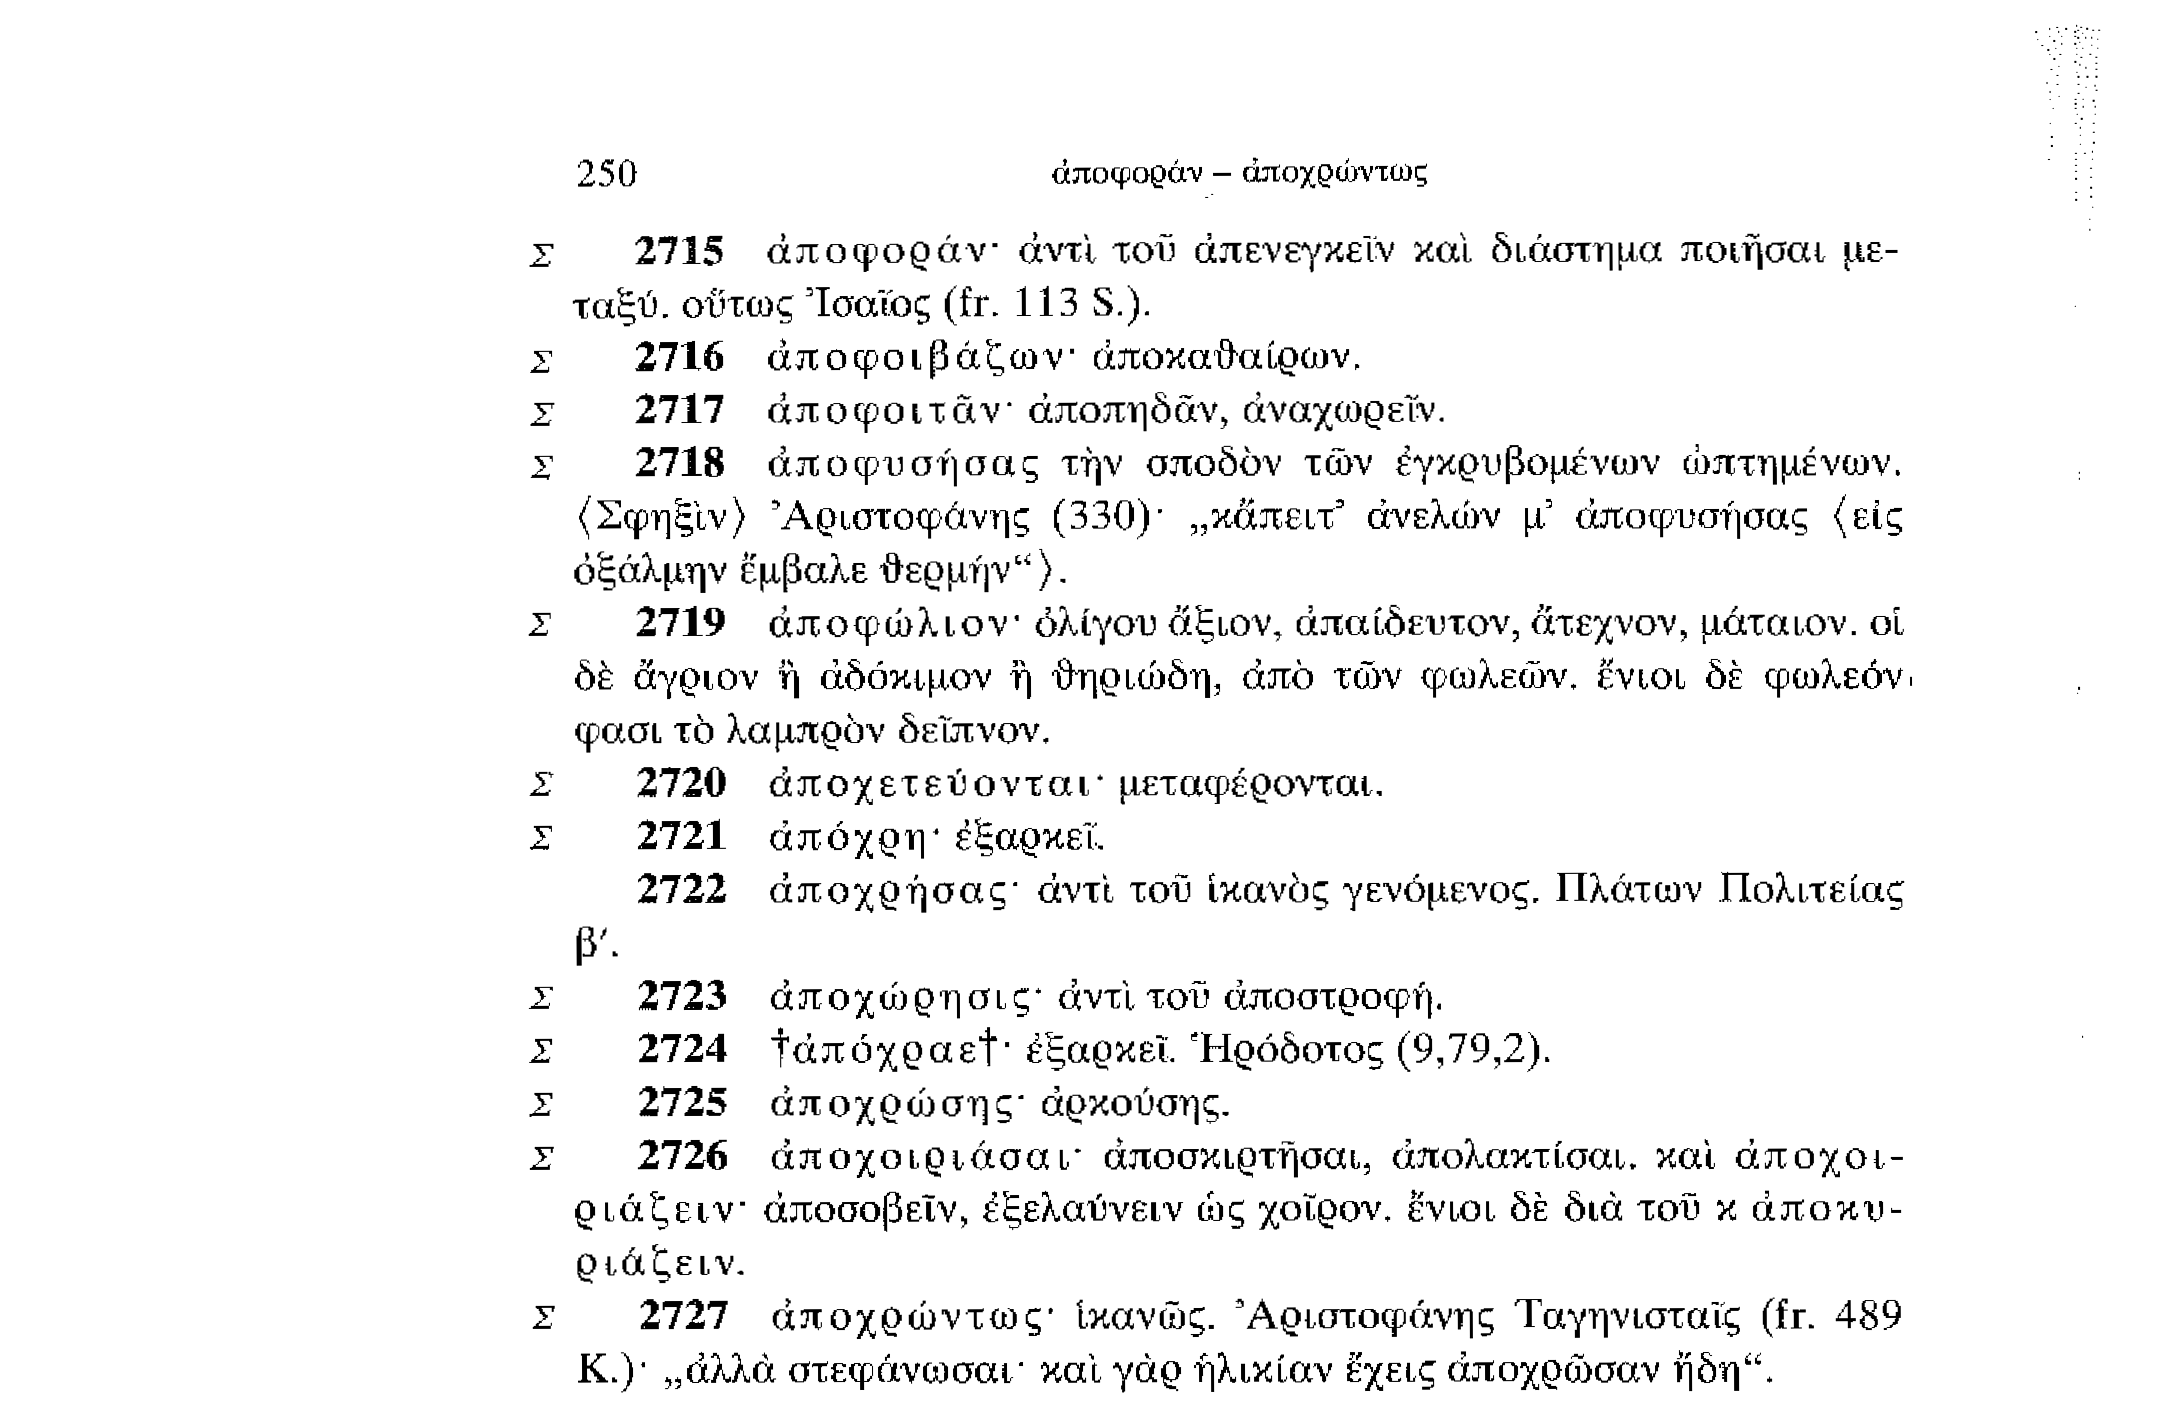 250 ἀποφοράν – ἀποχρώντως
Σ 2715 ἀποφοράν· ἀντὶ τοῦ ἀπενεγκεῖν καὶ διάστημα ποιῆσαι με-
ταξύ. οὕτως Ἰσαῖος (fr. 113 S.).
Σ 2716 ἀποφοιβάζων· ἀποκαθαίρων.
Σ 2717 ἀποφοιτᾶν· ἀποπηδᾶν, ἀναχωρεῖν.
Σ 2718 ἀποφυσήσας τὴν σποδὸν τῶν ἐγκρυβομένων ὠπτημένων.
⟨Σφηξὶν⟩ Ἀριστοφάνης (330)· „κἄπειτ’ ἀνελών μ’ ἀποφυσήσας ⟨εἰς
ὀξάλμην ἔμβαλε θερμήν“⟩.
Σ 2719 ἀποφώλιον· ὀλίγου ἄξιον, ἀπαίδευτον, ἄτεχνον, μάταιον. οἱ
δὲ ἄγριον ἢ ἀδόκιμον ἢ θηριώδη, ἀπὸ τῶν φωλεῶν. ἔνιοι δὲ φωλεόν
φασι τὸ λαμπρὸν δεῖπνον.
Σ 2720 ἀποχετεύονται· μεταφέρονται.
Σ 2721 ἀπόχρη· ἐξαρκεῖ.
2722 ἀποχρήσας· ἀντὶ τοῦ ἱκανὸς γενόμενος. Πλάτων Πολιτείας
β′.
Σ 2723 ἀποχώρησις· ἀντὶ τοῦ ἀποστροφή.
Σ 2724 †ἀπόχραε†· ἐξαρκεῖ. Ἡρόδοτος (9,79,2).
Σ 2725 ἀποχρώσης· ἀρκούσης.
Σ 2726 ἀποχοιριάσαι· ἀποσκιρτῆσαι, ἀπολακτίσαι. καὶ ἀποχοι-
ριάζειν· ἀποσοβεῖν, ἐξελαύνειν ὡς χοῖρον. ἔνιοι δὲ διὰ τοῦ κ ἀποκυ-
ριάζειν.
Σ 2727 ἀποχρώντως· ἱκανῶς. Ἀριστοφάνης Ταγηνισταῖς (fr. 489
K.)· „ἀλλὰ στεφάνωσαι· καὶ γὰρ ἡλικίαν ἔχεις ἀποχρῶσαν ἤδη“.